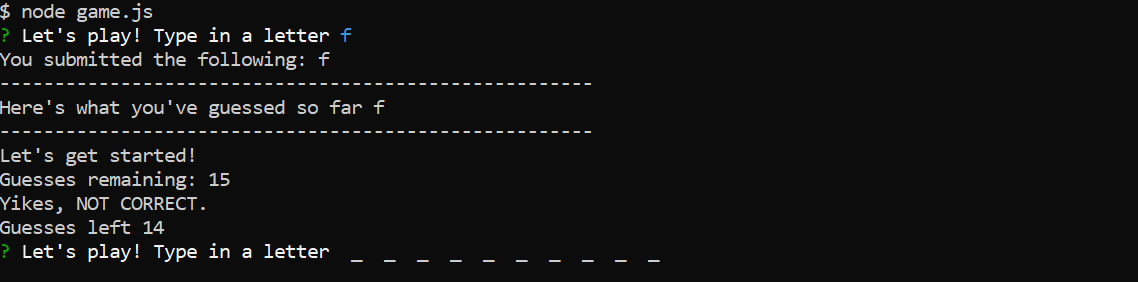 $ node game.js
? Let's play! Type in a letter f
You submitted the following: f
------------------------------------------------------
Here's what you've guessed so far f
------------------------------------------------------
Let's get started!
Guesses remaining: 15
Yikes, NOT CORRECT.
Guesses left 14
? Let's play! Type in a letter  _  _  _  _  _  _  _  _  _  _